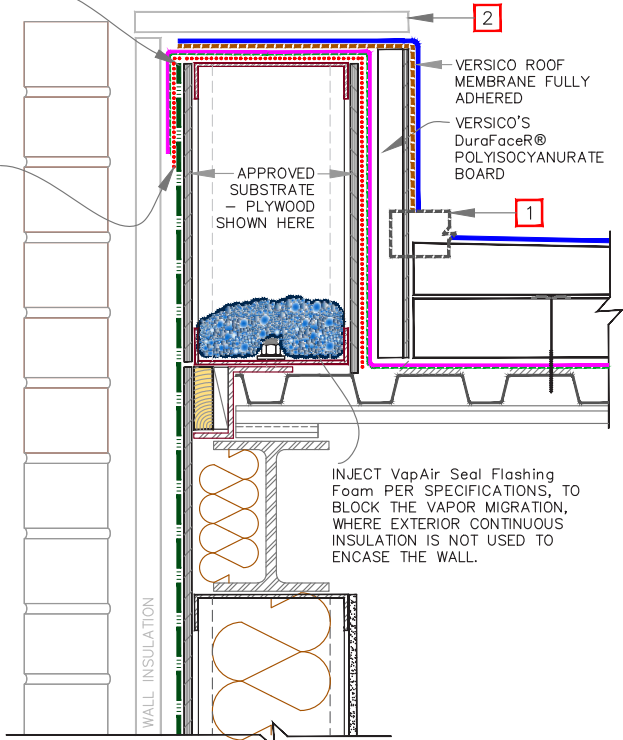 2
VERSICO ROOF
MEMBRANE FULLY
ADHERED
VERSICO'S
DuraFaceR®
POLYISOCYANURATE
BOARD
APPROVED
SUBSTRATE
– PLYWOOD
SHOWN HERE
1
INJECT VapAir Seal Flashing
Foam PER SPECIFICATIONS, TO
BLOCK THE VAPOR MIGRATION,
WHERE EXTERIOR CONTINUOUS
INSULATION IS NOT USED TO
ENCASE THE WALL.
WALL INSULATION